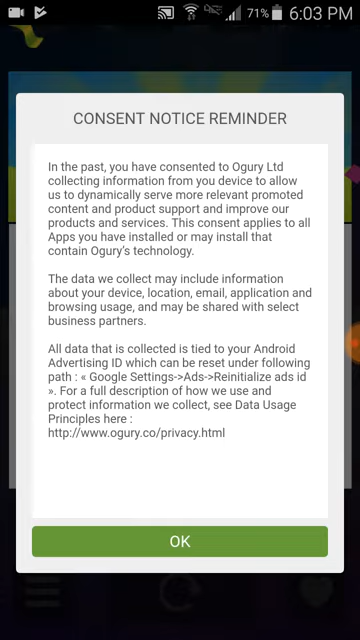 71% 6:03 PM
CONSENT NOTICE REMINDER
In the past, you have consented to Ogury Ltd
collecting information from you device to allow
us to dynamically serve more relevant promoted
content and product support and improve our
products and services. This consent applies to all
Apps you have installed or may install that
contain Ogury's technology.
The data we collect may include information
about your device, location, email, application and
browsing usage, and may be shared with select
business partners.
All data that is collected is tied to your Android
Advertising ID which can be reset under following
path : « Google Settings->Ads->Reinitialize ads id
». For a full description of how we use and
protect information we collect, see Data Usage
Principles here :
http://www.ogury.co/privacy.html
OK